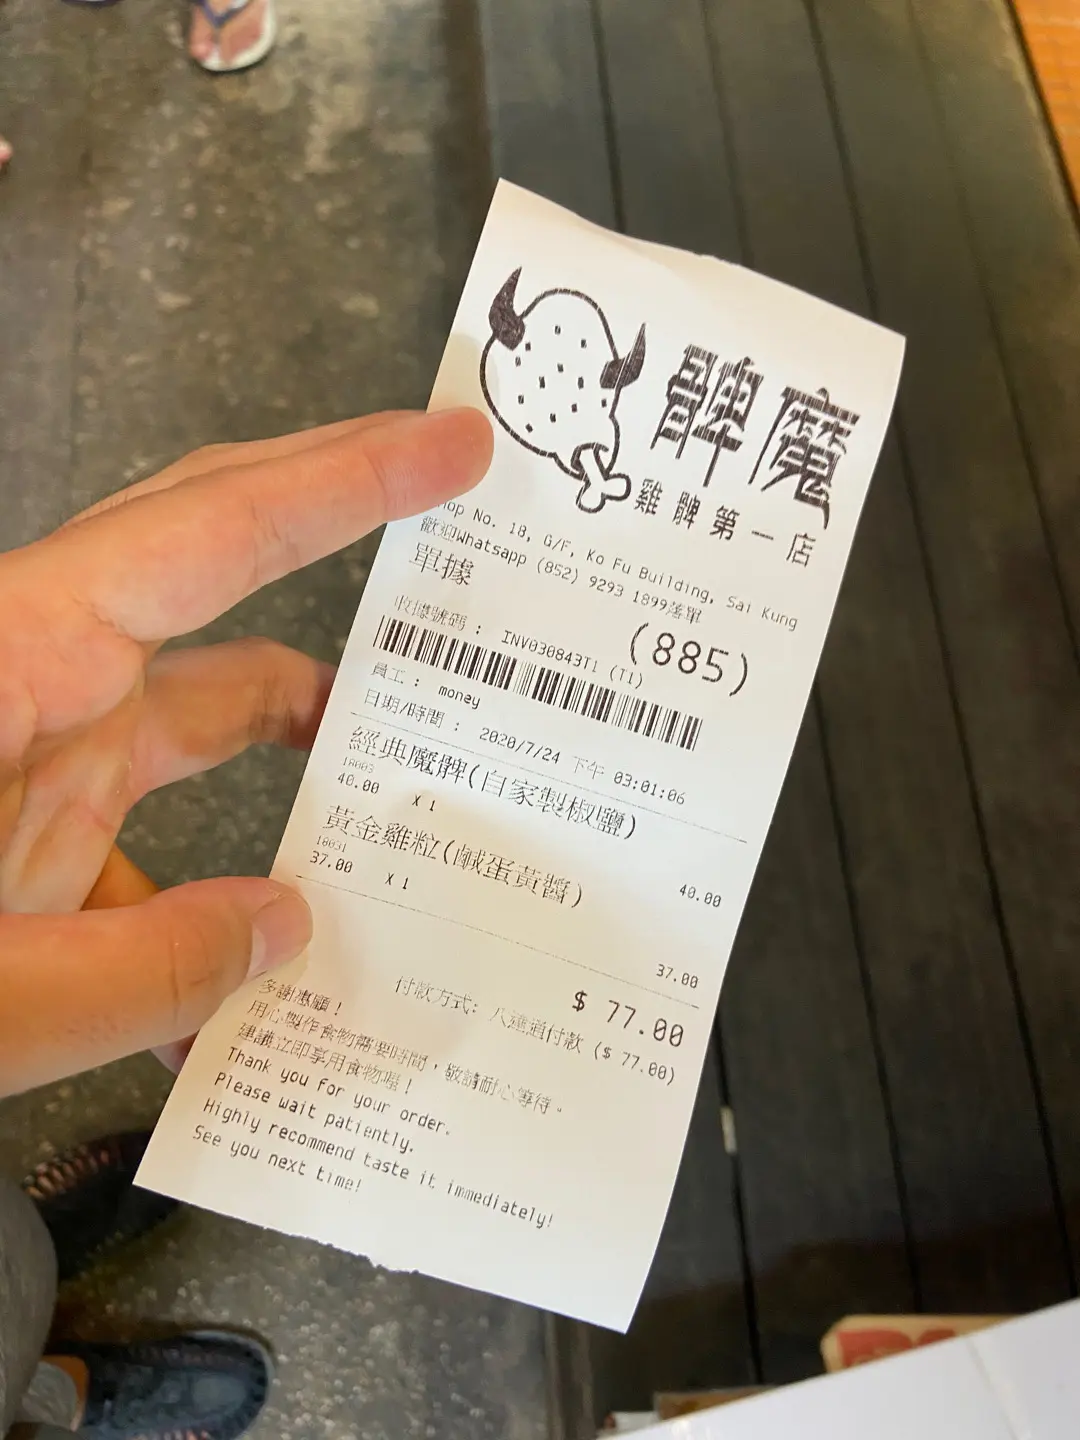 髀魔
雞髀第一店
hop No. 18, G/F, Ko Fu Building, Sai Kung
歡迎Whatsapp (852) 9293 1899落單
單據
(885)
收據號碼： INV030843T1 (T1)
員工： money
日期/時間： 2020/7/24 下午 03:01:06
經典魔髀(自家製椒鹽)
18003
40.00 X 1 40.00
黃金雞粒(鹹蛋黃醬)
18031
37.00 X 1 37.00
$ 77.00
付款方式: 八達通付款 ($ 77.00)
多謝惠顧！
用心製作食物需要時間，敬請耐心等待。
建議立即享用食物喔！
Thank you for your order.
Please wait patiently.
Highly recommend taste it immediately!
See you next time!